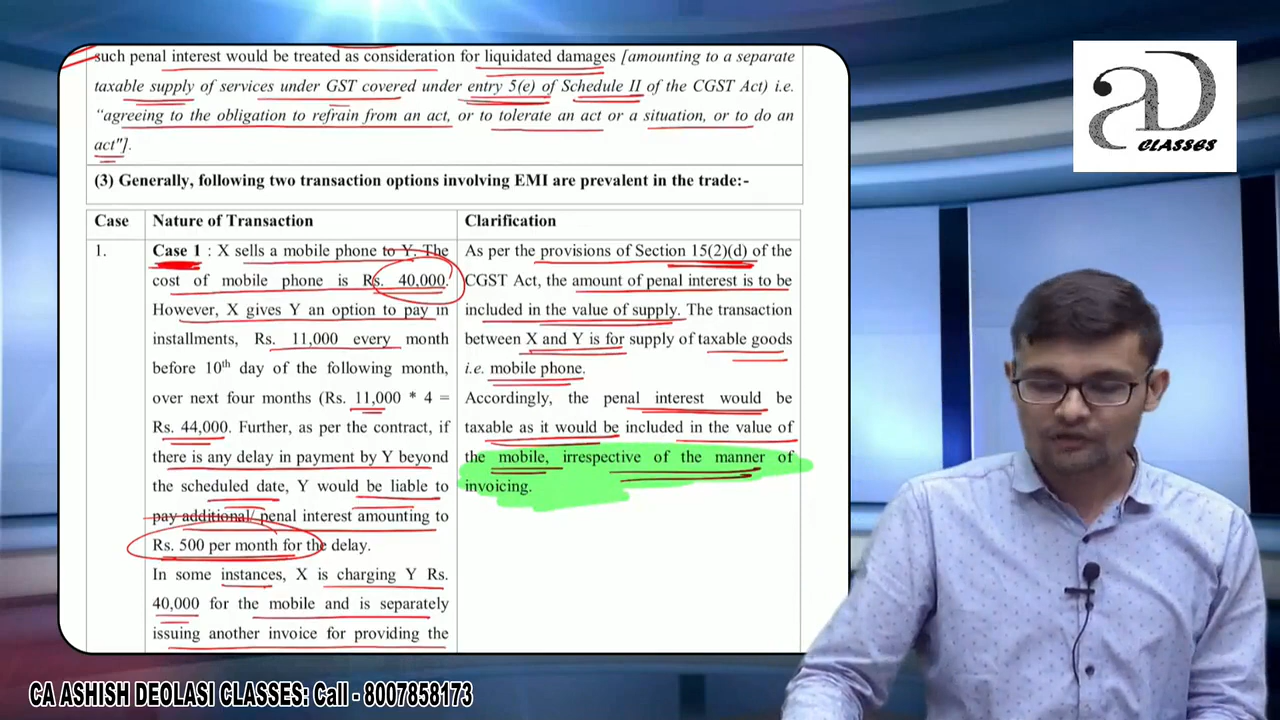 such penal interest would be treated as consideration for liquidated damages [amounting to a separate
taxable supply of services under GST covered under entry 5(e) of Schedule II of the CGST Act) i.e.
"agreeing to the obligation to refrain from an act, or to tolerate an act or a situation, or to do an
act"].
(3) Generally, following two transaction options involving EMI are prevalent in the trade:-
Case
Nature of Transaction
Clarification
1.
Case 1 : X sells a mobile phone to Y. The
cost of mobile phone is Rs. 40,000.
However, X gives Y an option to pay in
installments, Rs. 11,000 every month
before 10th day of the following month,
over next four months (Rs. 11,000 * 4 =
Rs. 44,000. Further, as per the contract, if
there is any delay in payment by Y beyond
the scheduled date, Y would be liable to
pay additional/ penal interest amounting to
Rs. 500 per month for the delay.
In some instances, X is charging Y Rs.
40,000 for the mobile and is separately
issuing another invoice for providing the
As per the provisions of Section 15(2)(d) of the
CGST Act, the amount of penal interest is to be
included in the value of supply. The transaction
between X and Y is for supply of taxable goods
i.e. mobile phone.
Accordingly, the penal interest would be
taxable as it would be included in the value of
the mobile, irrespective of the manner of
invoicing.
aD
CLASSES
CA ASHISH DEOLASI CLASSES: Call - 8007858173